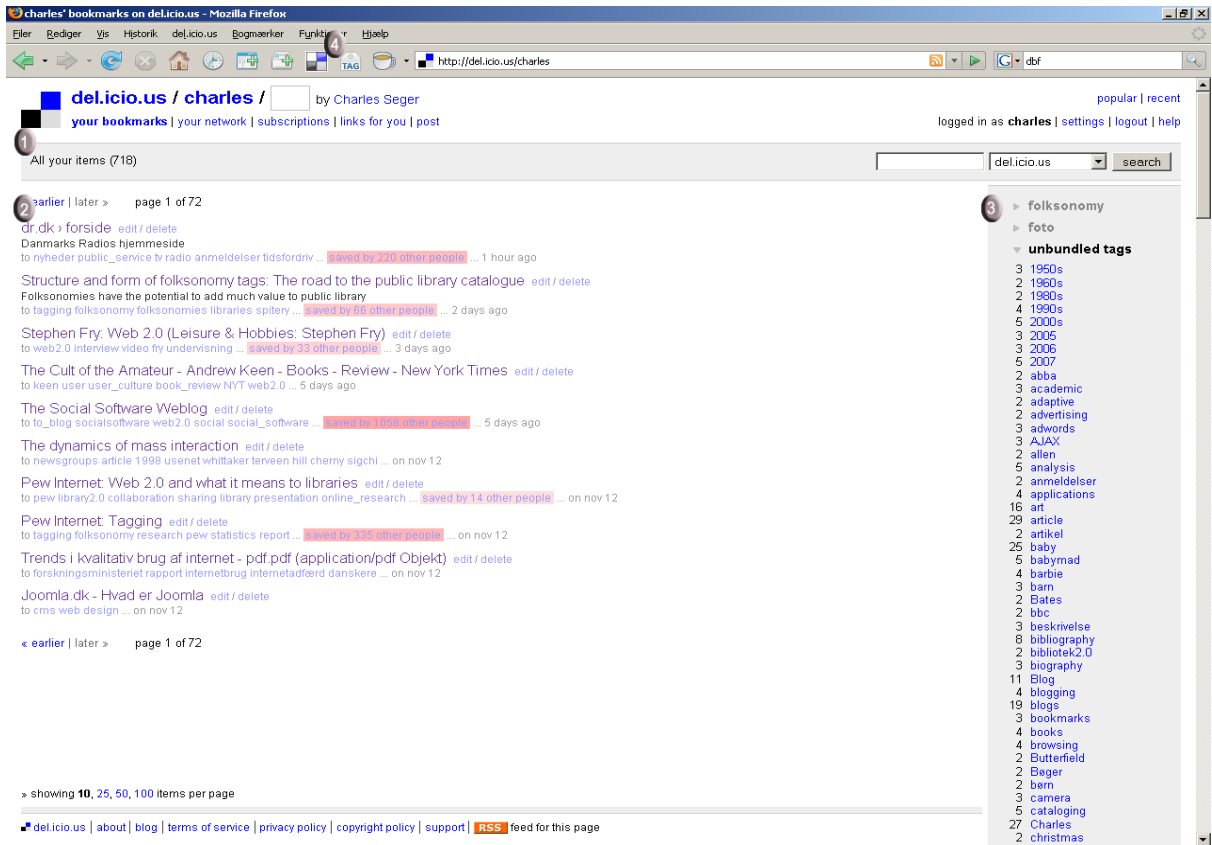 charles' bookmarks on del.icio.us - Mozilla Firefox
Filer Rediger Vis Historik del.icio.us Bogmærker Hjælp
4
TAG
http://del.icio.us/charles
G
dbf
del.icio.us / charles / by Charles Seger
popular | recent
your bookmarks | your network | subscriptions | links for you | post
logged in as charles | settings | logout | help
1
All your items (718)
del.icio.us
search
2
earlier | later » page 1 of 72
dr.dk › forside edit / delete
Danmarks Radios hjemmeside
to nyheder public_service tv radio anmeldelser tidsfordriv ... saved by 220 other people ... 1 hour ago
Structure and form of folksonomy tags: The road to the public library catalogue edit / delete
Folksonomies have the potential to add much value to public library
to tagging folksonomy folksonomies libraries spitery ... saved by 66 other people ... 2 days ago
Stephen Fry: Web 2.0 (Leisure & Hobbies: Stephen Fry) edit / delete
to web2.0 interview video fry undervisning ... saved by 33 other people ... 3 days ago
The Cult of the Amateur - Andrew Keen - Books - Review - New York Times edit / delete
to keen user user_culture book_review NYT web2.0 ... 5 days ago
The Social Software Weblog edit / delete
to to_blog socialsoftware web2.0 social social_software ... saved by 1058 other people ... 5 days ago
The dynamics of mass interaction edit / delete
to newsgroups article 1998 usenet whittaker terveen hill cherny sigchi ... on nov 12
Pew Internet: Web 2.0 and what it means to libraries edit / delete
to pew library2.0 collaboration sharing library presentation online_research ... saved by 14 other people ... on nov 12
Pew Internet: Tagging edit / delete
to tagging folksonomy research pew statistics report ... saved by 335 other people ... on nov 12
Trends i kvalitativ brug af internet - pdf.pdf (application/pdf Objekt) edit / delete
to forskningsministeriet rapport internetbrug internetadfærd danskere ... on nov 12
Joomla.dk - Hvad er Joomla edit / delete
to cms web design ... on nov 12
« earlier | later » page 1 of 72
» showing 10, 25, 50, 100 items per page
del.icio.us | about | blog | terms of service | privacy policy | copyright policy | support | RSS feed for this page
3
folksonomy
foto
unbundled tags
3 1950s
2 1960s
2 1980s
4 1990s
5 2000s
3 2005
3 2006
5 2007
2 abba
3 academic
2 adaptive
2 advertising
3 adwords
3 AJAX
2 allen
5 analysis
2 anmeldelser
4 applications
16 art
29 article
2 artikel
25 baby
5 babymad
4 barbie
3 barn
2 Bates
2 bbc
3 beskrivelse
8 bibliography
2 bibliotek2.0
3 biography
11 Blog
4 blogging
19 blogs
3 bookmarks
4 books
4 browsing
2 Butterfield
2 Bøger
2 børn
3 camera
5 cataloging
27 Charles
2 christmas